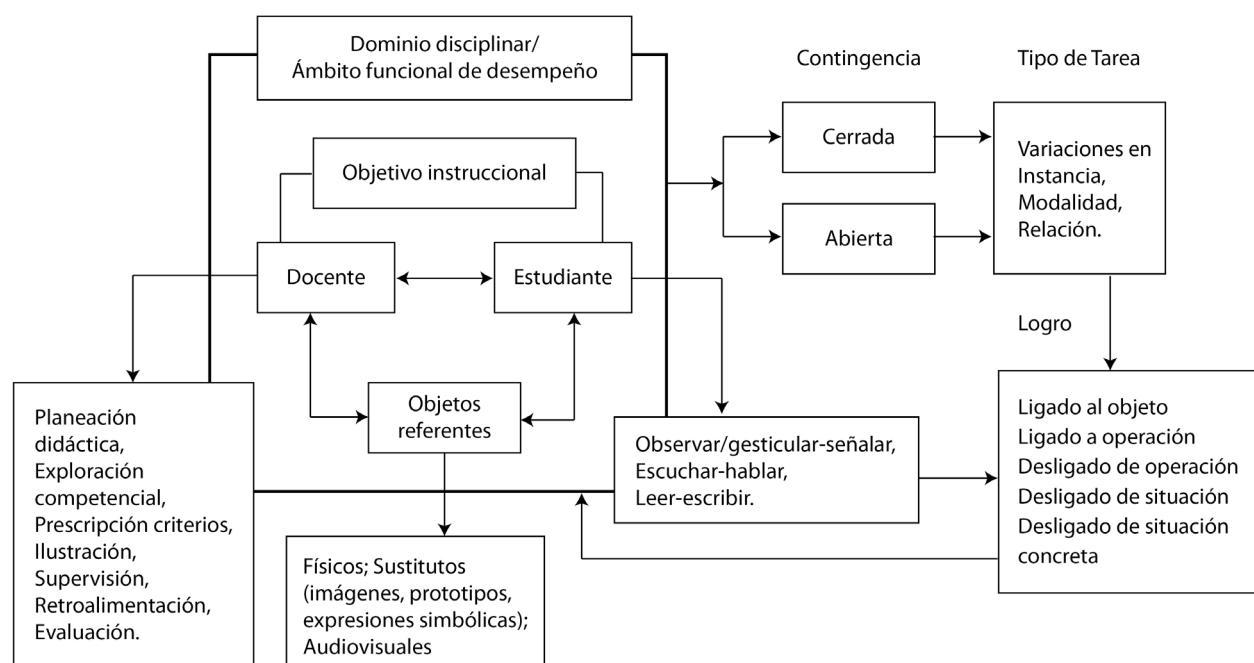 Dominio disciplinar/
Ámbito funcional de desempeño
Contingencia
Tipo de Tarea
Cerrada
Abierta
Variaciones en
Instancia,
Modalidad,
Relación.
Objetivo instruccional
Docente
Estudiante
Logro
Objetos
referentes
Planeación
didáctica,
Exploración
competencial,
Prescripción criterios,
Ilustración,
Supervisión,
Retroalimentación,
Evaluación.
Observar/gesticular-señalar,
Escuchar-hablar,
Leer-escribir.
Ligado al objeto
Ligado a operación
Desligado de operación
Desligado de situación
Desligado de situación
concreta
Físicos; Sustitutos
(imágenes, prototipos,
expresiones simbólicas);
Audiovisuales